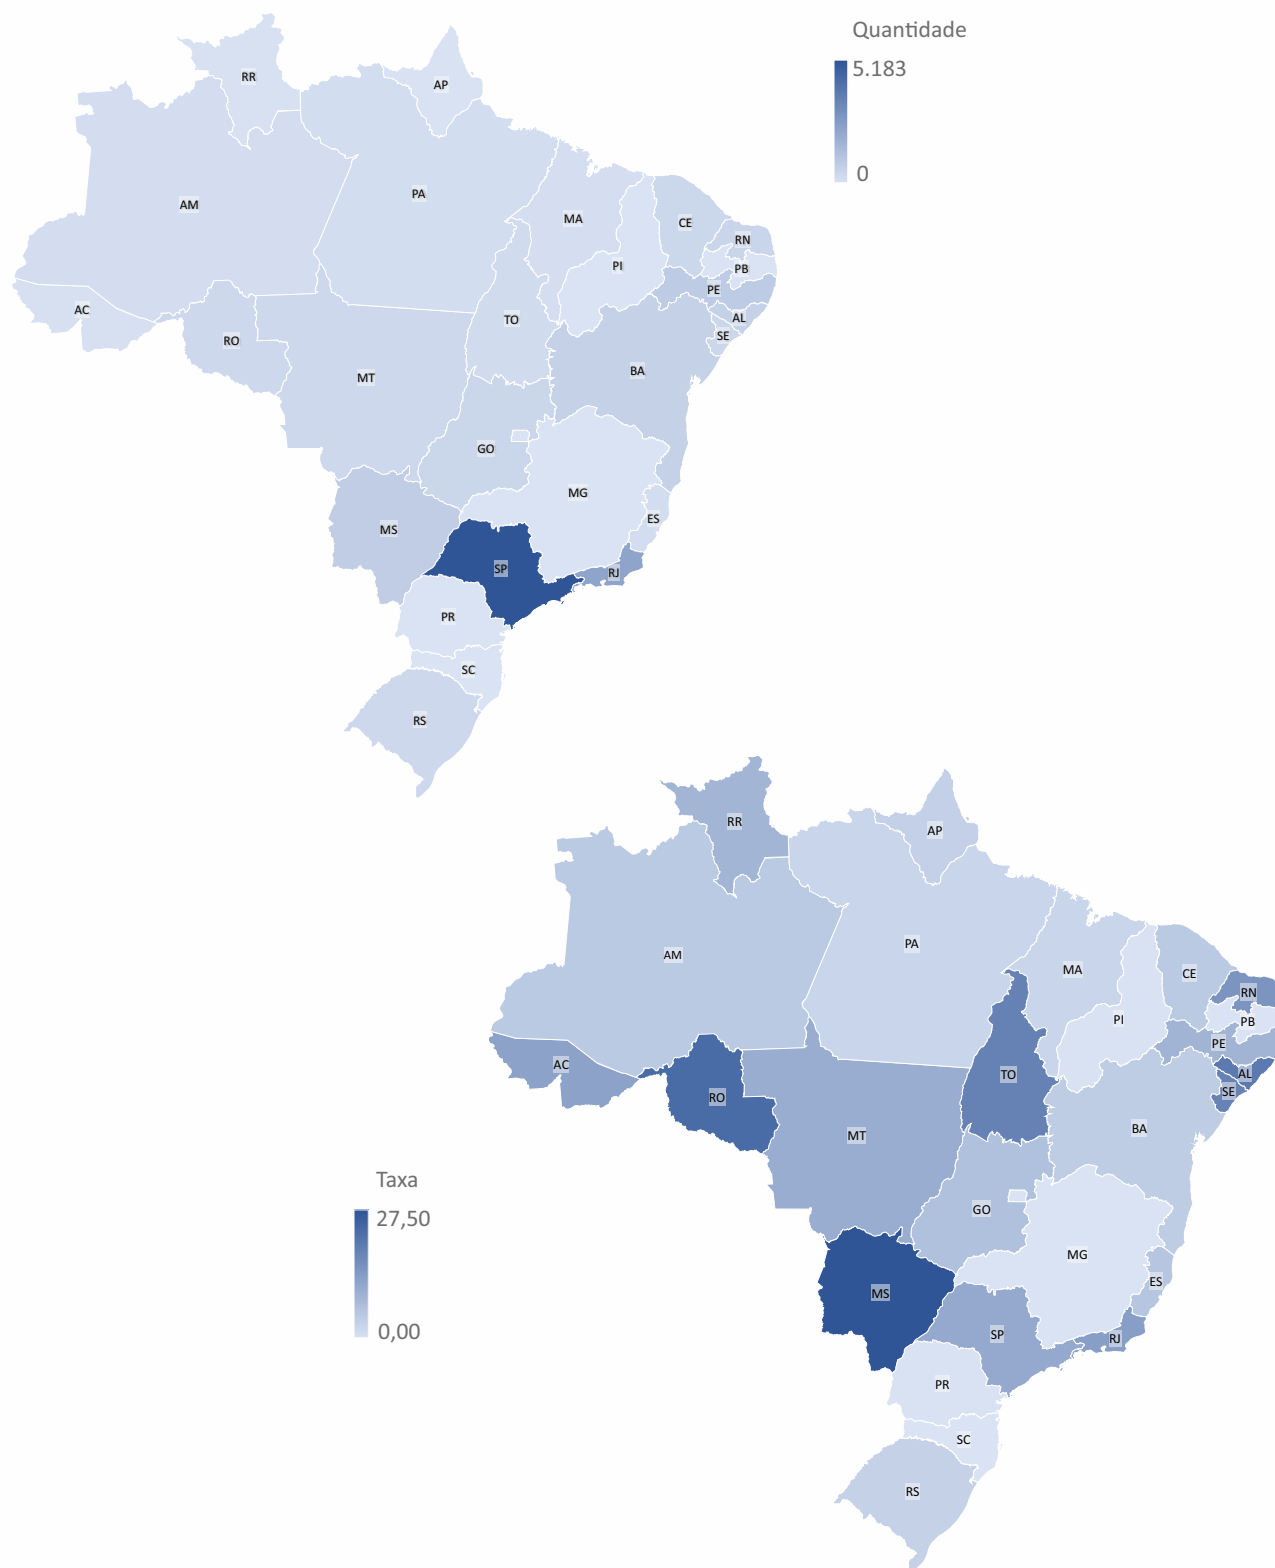 Quantidade
5.183
0
RR
AP
AM
PA
MA
CE
RN
PI
PB
PE
AC
AL
TO
SE
RO
BA
MT
GO
MG
ES
MS
SP
RJ
PR
SC
RS
Taxa
27,50
0,00
RR
AP
PA
AM
MA
CE
RN
PI
PB
PE
AC
TO
AL
SE
RO
BA
MT
GO
MG
ES
MS
SP
RJ
PR
SC
RS